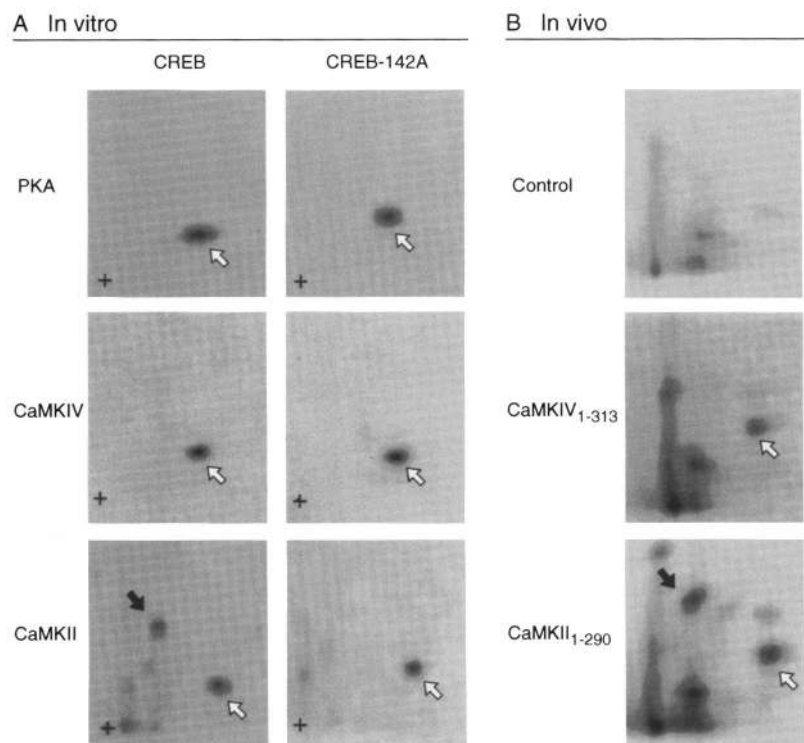 A In vitro
B In vivo
CREB
CREB-142A
PKA
+
+
Control
CaMKIV
+
+
CaMKIV1-313
CaMKII
+
+
CaMKII1-290